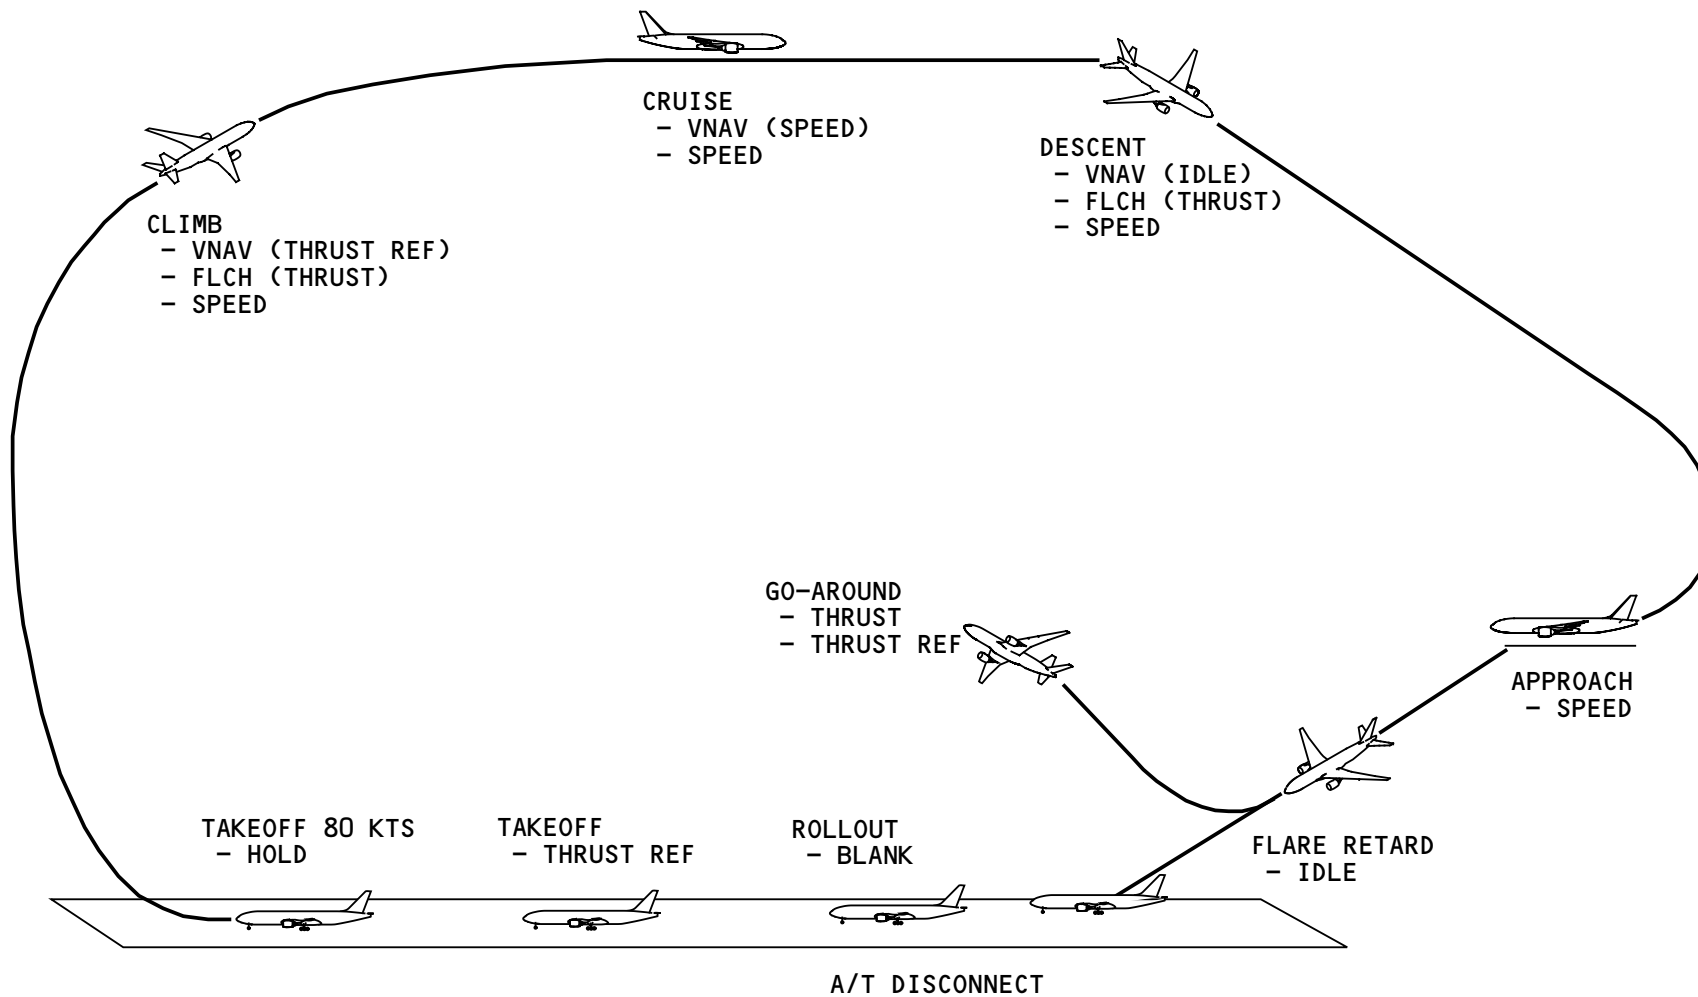 CRUISE
- VNAV (SPEED)
- SPEED
DESCENT
- VNAV (IDLE)
- FLCH (THRUST)
- SPEED
CLIMB
- VNAV (THRUST REF)
- FLCH (THRUST)
- SPEED
GO-AROUND
- THRUST
- THRUST REF
APPROACH
- SPEED
TAKEOFF 80 KTS
- HOLD
TAKEOFF
- THRUST REF
ROLLOUT
- BLANK
FLARE RETARD
- IDLE
A/T DISCONNECT